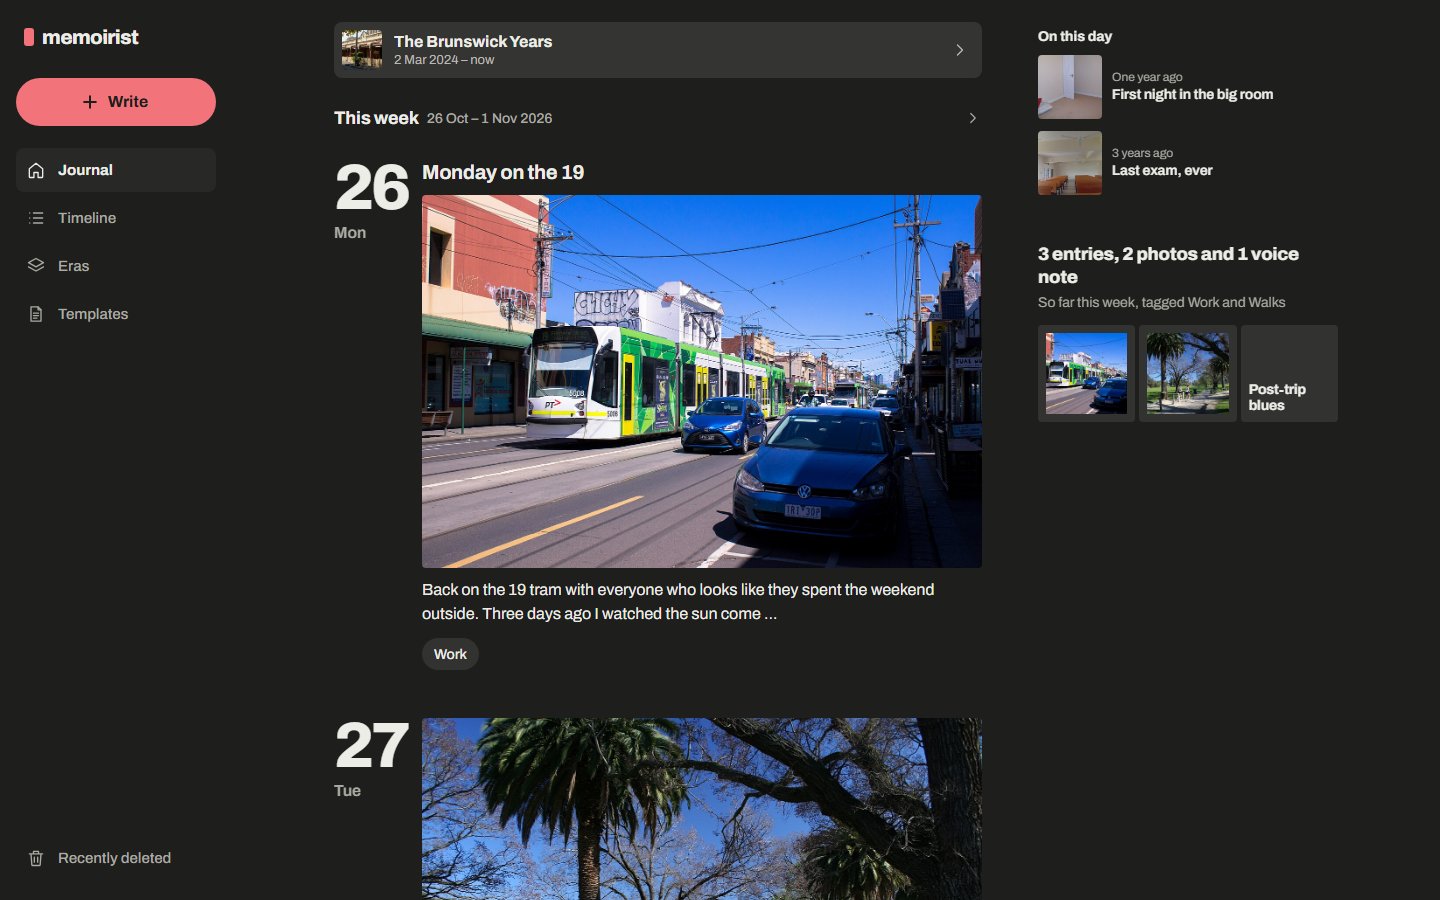 memoirist
Write
Journal
Timeline
Eras
Templates
Recently deleted
The Brunswick Years
2 Mar 2024 – now
This week 26 Oct – 1 Nov 2026
26
Mon
Monday on the 19
PT>
5008
5008
Back on the 19 tram with everyone who looks like they spent the weekend
outside. Three days ago I watched the sun come ...
Work
27
Tue
On this day
One year ago
First night in the big room
3 years ago
Last exam, ever
3 entries, 2 photos and 1 voice
note
So far this week, tagged Work and Walks
Post-trip
blues